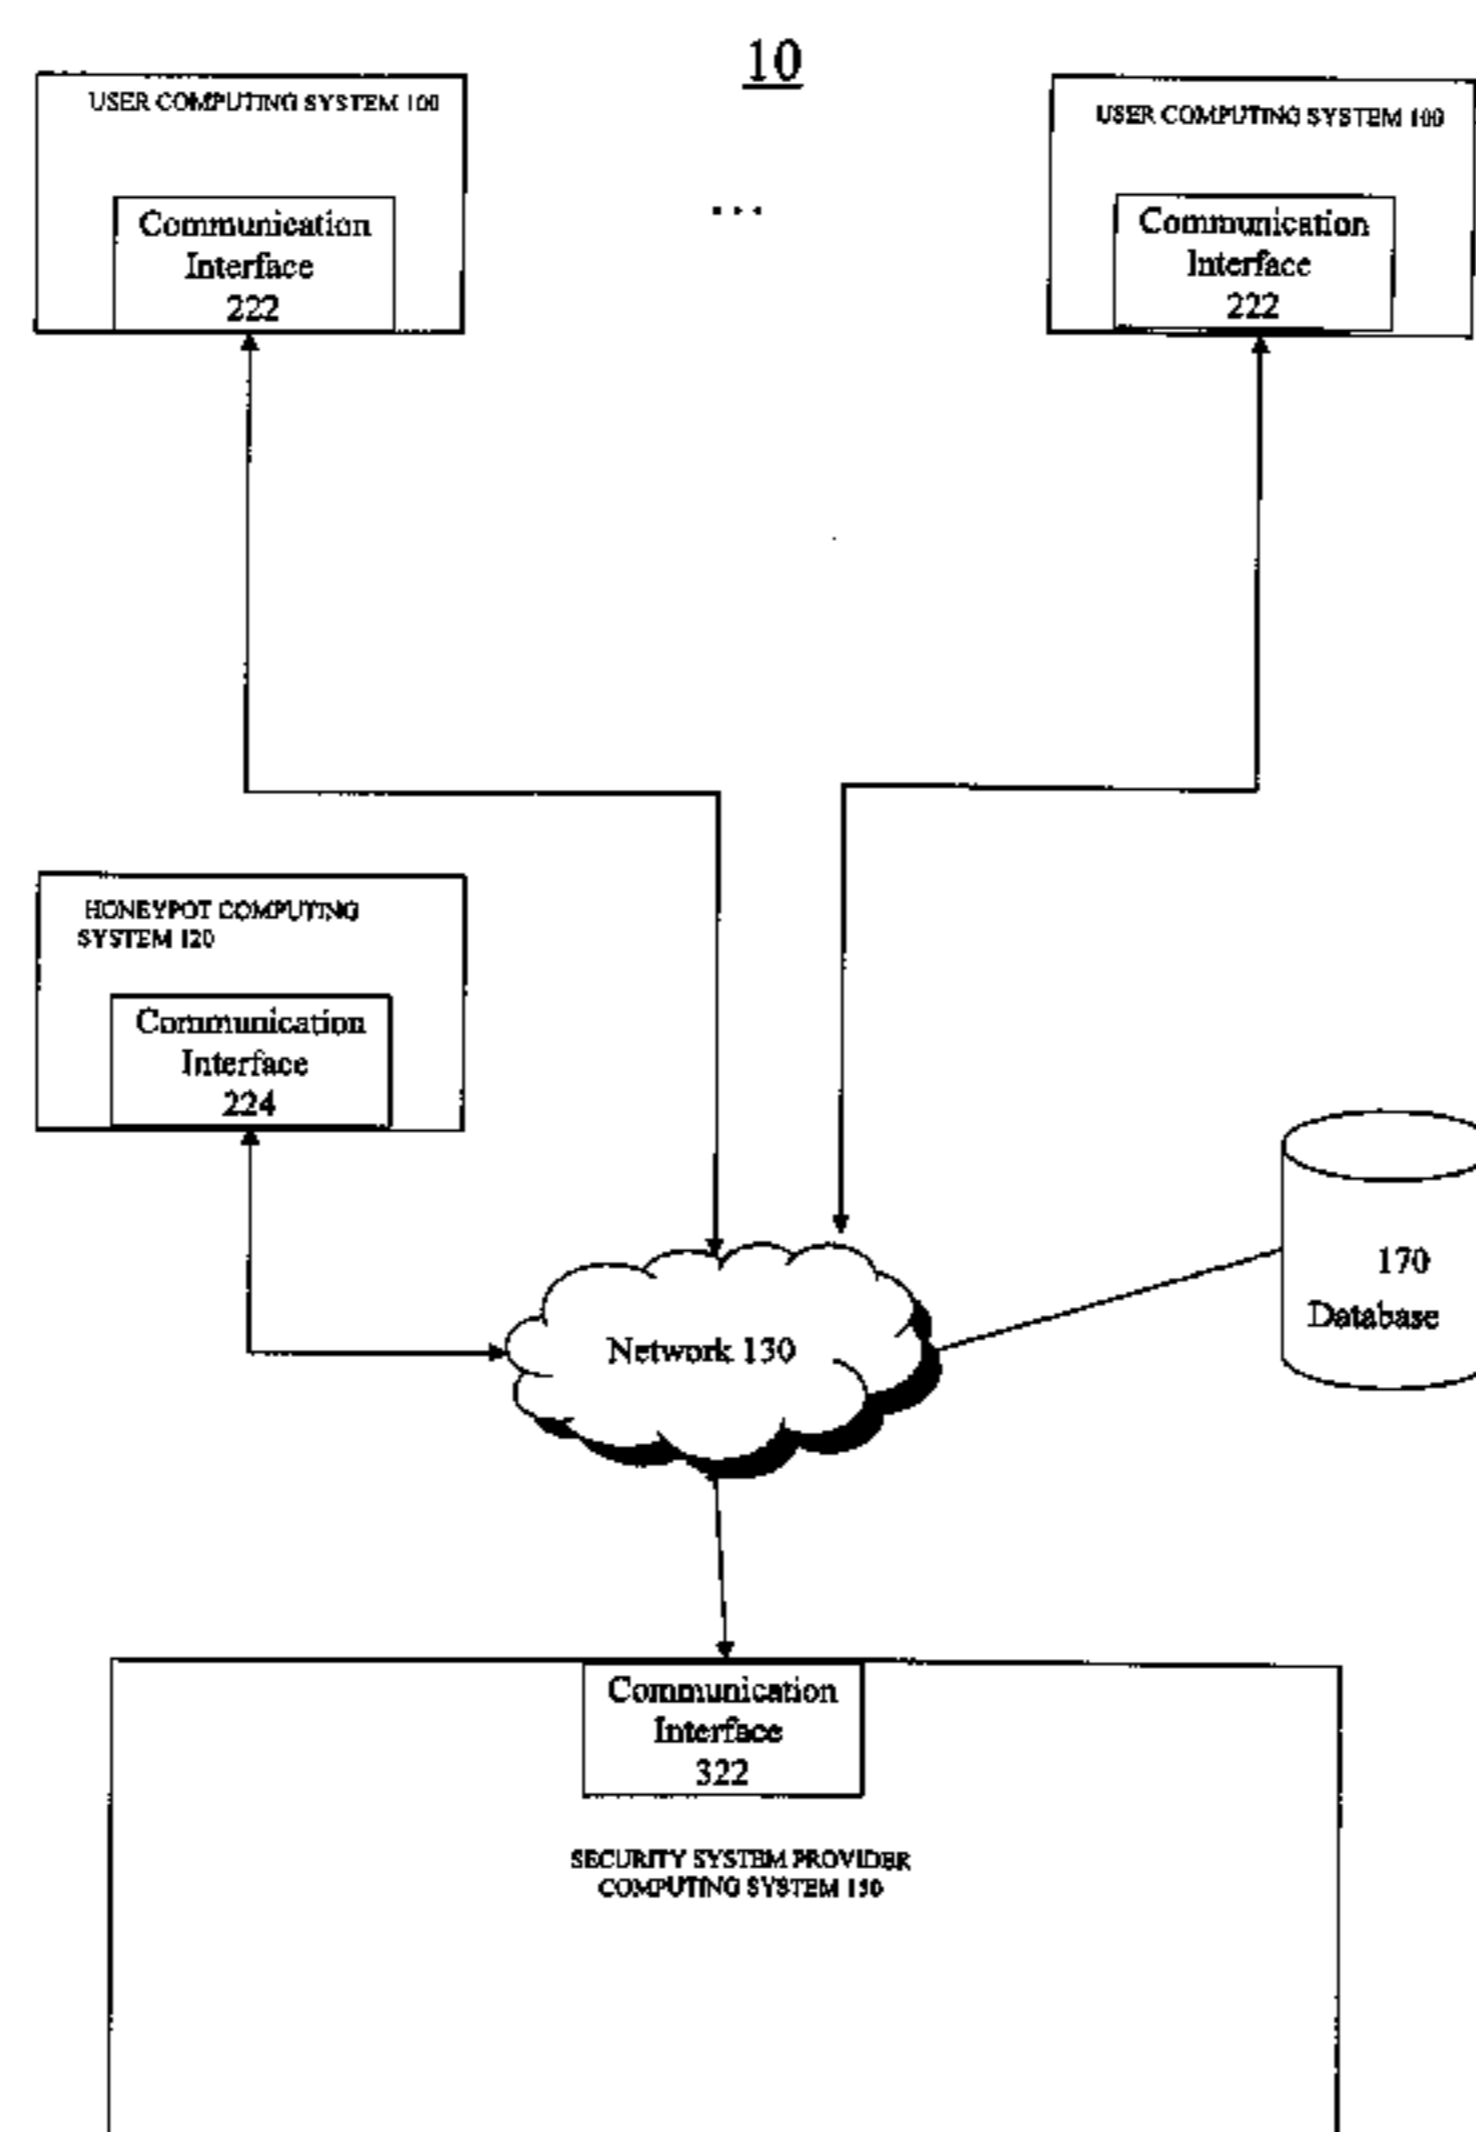 10
USER COMPUTING SYSTEM 100
Communication
Interface
222
...
USER COMPUTING SYSTEM 100
Communication
Interface
222
HONEYPOT COMPUTING
SYSTEM 120
Communication
Interface
224
Network 130
170
Database
Communication
Interface
322
SECURITY SYSTEM PROVIDER
COMPUTING SYSTEM 150